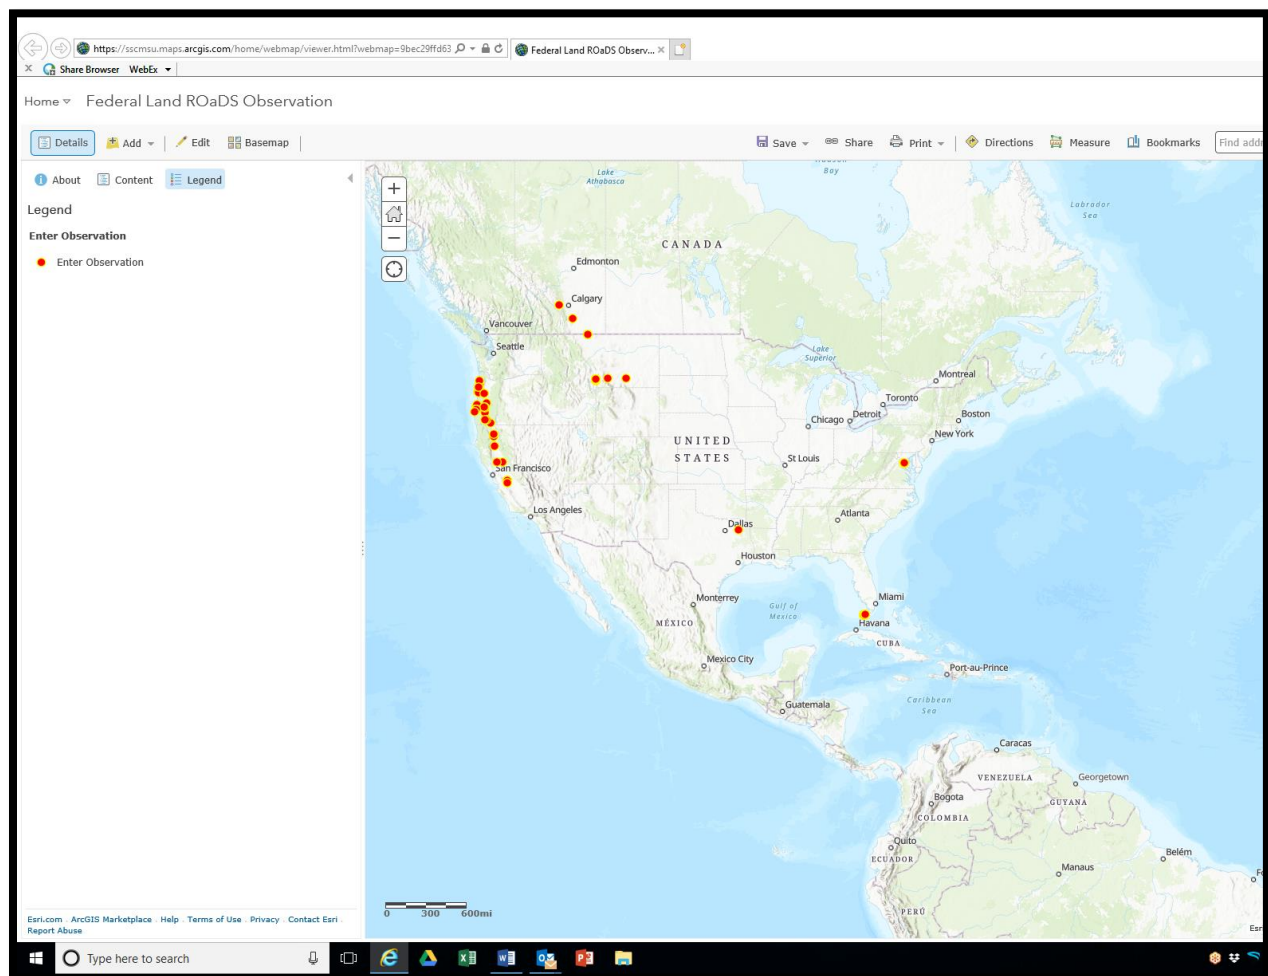 https://sscmsu.maps.arcgis.com/home/webmap/viewer.html?webmap=9bec29ffd63
Federal Land ROaDS Observ...
Share Browser WebEx
Home Federal Land ROaDS Observation
Details Add Edit Basemap Save Share Print Directions Measure Bookmarks Find addr
About Content Legend
Legend
Enter Observation
Enter Observation
Lake
Athabasca
Bay
Labrador
Sea
CANADA
Edmonton
Calgary
Vancouver
Seattle
Lake
Superior
Montreal
Toronto
Chicago Detroit
Boston
New York
UNITED
STATES
St Louis
San Francisco
Los Angeles
Dallas
Atlanta
Houston
Monterrey
Gulf of
Mexico
Miami
MÉXICO
Havana
CUBA
Mexico City
Port-au-Prince
Guatemala
Caribbean
Sea
Caracas
VENEZUELA
Georgetown
Bogota
GUYANA
COLOMBIA
Quito
ECUADOR
Belém
Manaus
PERÚ
0 300 600mi
Esri.com . ArcGIS Marketplace . Help . Terms of Use . Privacy . Contact Esri .
Report Abuse
Esr
Type here to search